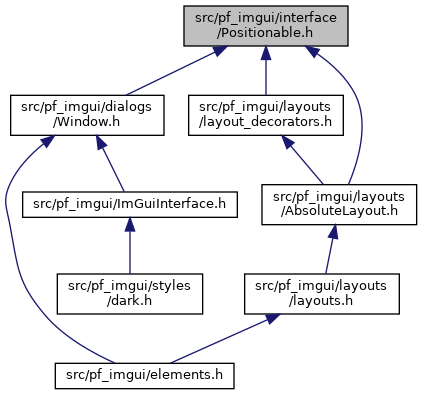 src/pf_imgui/interface
/Positionable.h
src/pf_imgui/dialogs
/Window.h
src/pf_imgui/layouts
/layout_decorators.h
src/pf_imgui/ImGuiInterface.h
src/pf_imgui/layouts
/AbsoluteLayout.h
src/pf_imgui/styles
/dark.h
src/pf_imgui/layouts
/layouts.h
src/pf_imgui/elements.h